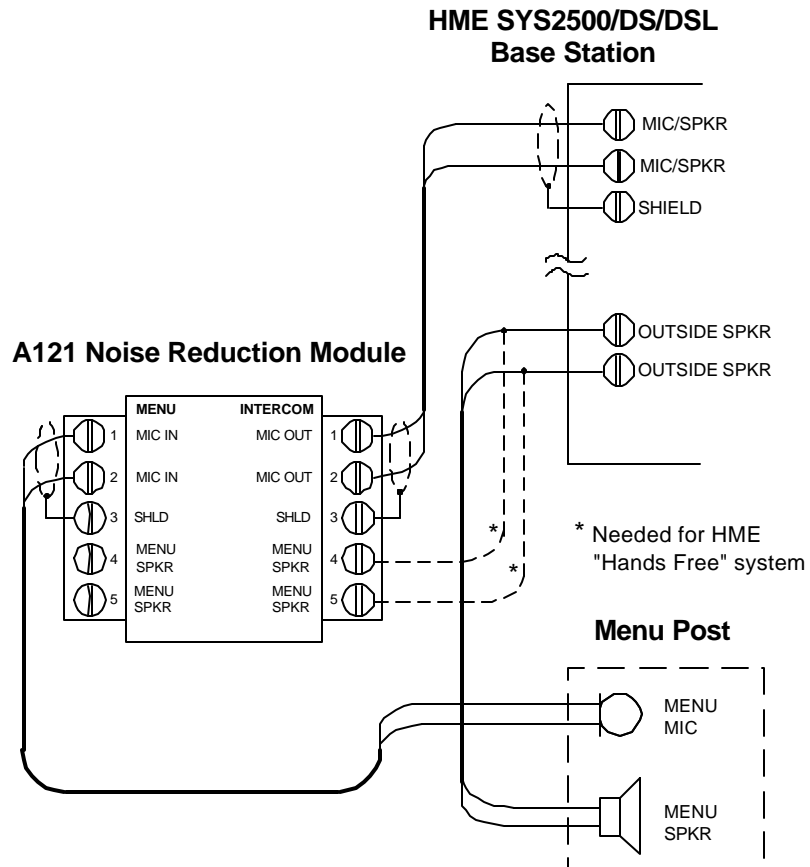 HME SYS2500/DS/DSL
Base Station
MIC/SPKR
MIC/SPKR
SHIELD
OUTSIDE SPKR
OUTSIDE SPKR
A121 Noise Reduction Module
MENU INTERCOM
1 MIC IN MIC OUT 1
2 MIC IN MIC OUT 2
3 SHLD SHLD 3
4 MENU SPKR MENU SPKR 4
5 MENU SPKR MENU SPKR 5
*
*
* Needed for HME
"Hands Free" system
Menu Post
MENU
MIC
MENU
SPKR